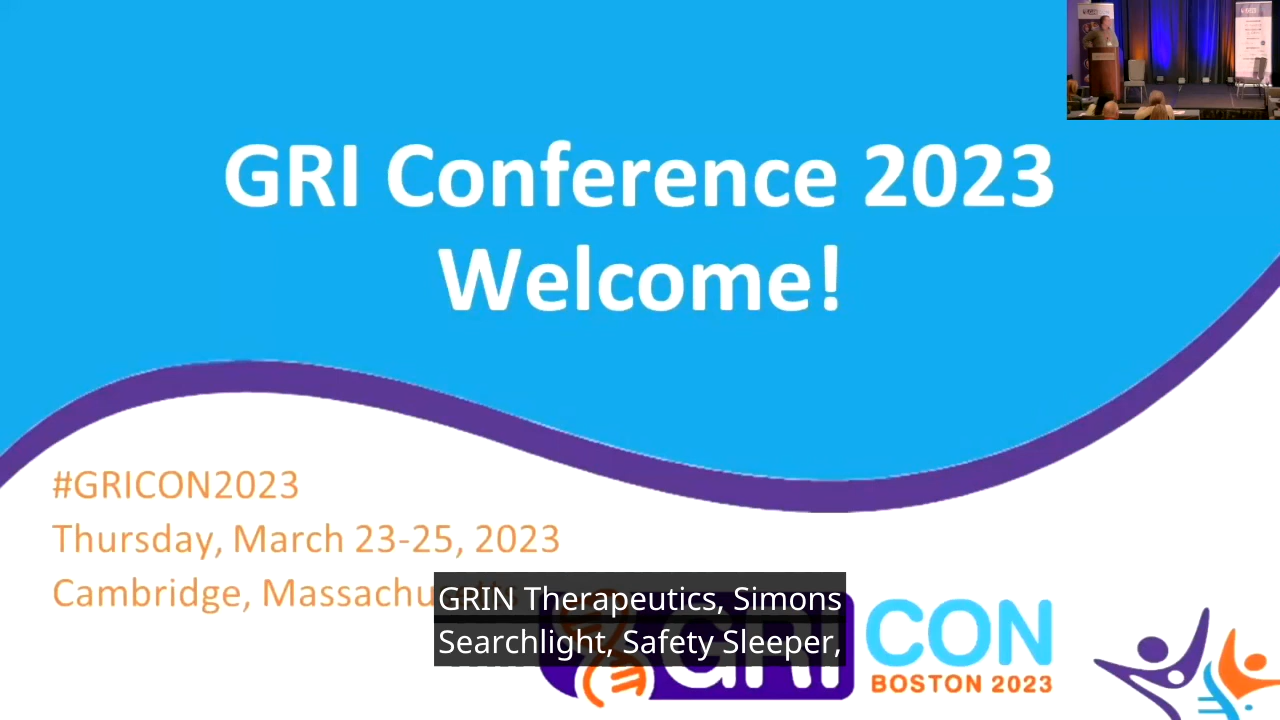 GRI Conference 2023
Welcome!
#GRICON2023
Thursday, March 23-25, 2023
Cambridge,
GRIN Therapeutics, Simons
Searchlight, Safety Sleeper,
GRI CON
BOSTON 2023